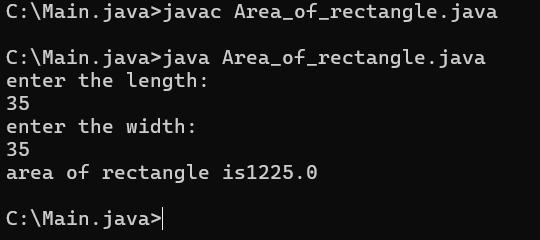 C:\Main.java>javac Area_of_rectangle.java
C:\Main.java>java Area_of_rectangle.java
enter the length:
35
enter the width:
35
area of rectangle is1225.0
C:\Main.java>